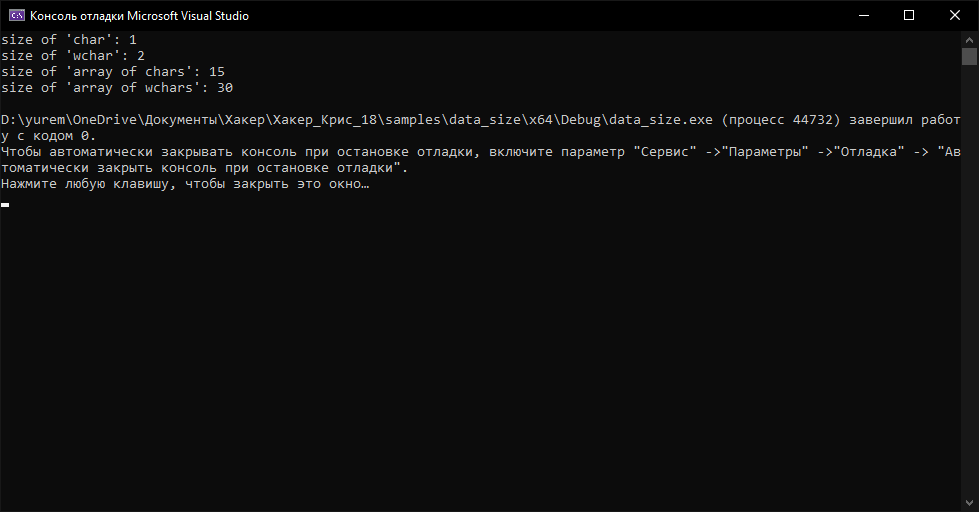 Консоль отладки Microsoft Visual Studio
size of 'char': 1
size of 'wchar': 2
size of 'array of chars': 15
size of 'array of wchars': 30
D:\yurem\OneDrive\Документы\Хакер\Хакер_Крис_18\samples\data_size\x64\Debug\data_size.exe (процесс 44732) завершил работ
у с кодом 0.
Чтобы автоматически закрывать консоль при остановке отладки, включите параметр "Сервис" ->"Параметры" ->"Отладка" -> "Ав
томатически закрыть консоль при остановке отладки".
Нажмите любую клавишу, чтобы закрыть это окно…